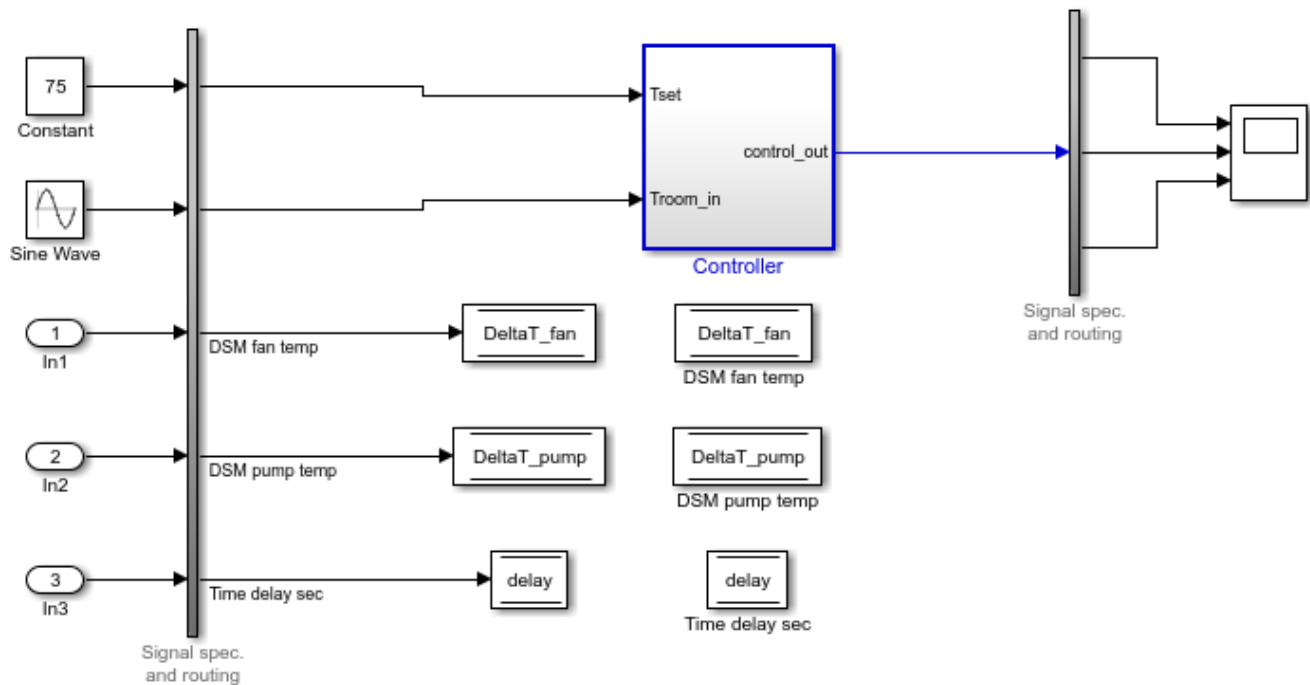 75
Constant
Tset
control_out
Troom_in
Sine Wave
Controller
1
In1
DSM fan temp
DeltaT_fan
DeltaT_fan
DSM fan temp
Signal spec.
and routing
2
In2
DSM pump temp
DeltaT_pump
DeltaT_pump
DSM pump temp
3
In3
Time delay sec
delay
delay
Time delay sec
Signal spec.
and routing